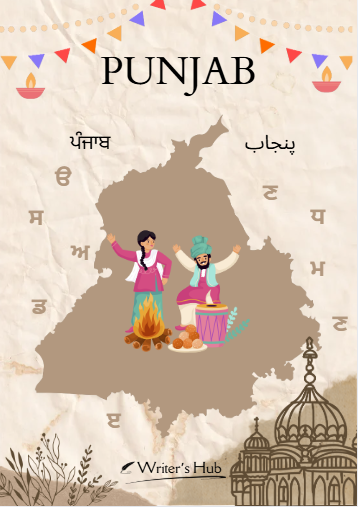 PUNJAB
ਪੰਜਾਬ پنجاب
ੳ ਣ
ਸ ਧ
ਅ ਮ
ਡ ਣ
ੲ
Writer's Hub